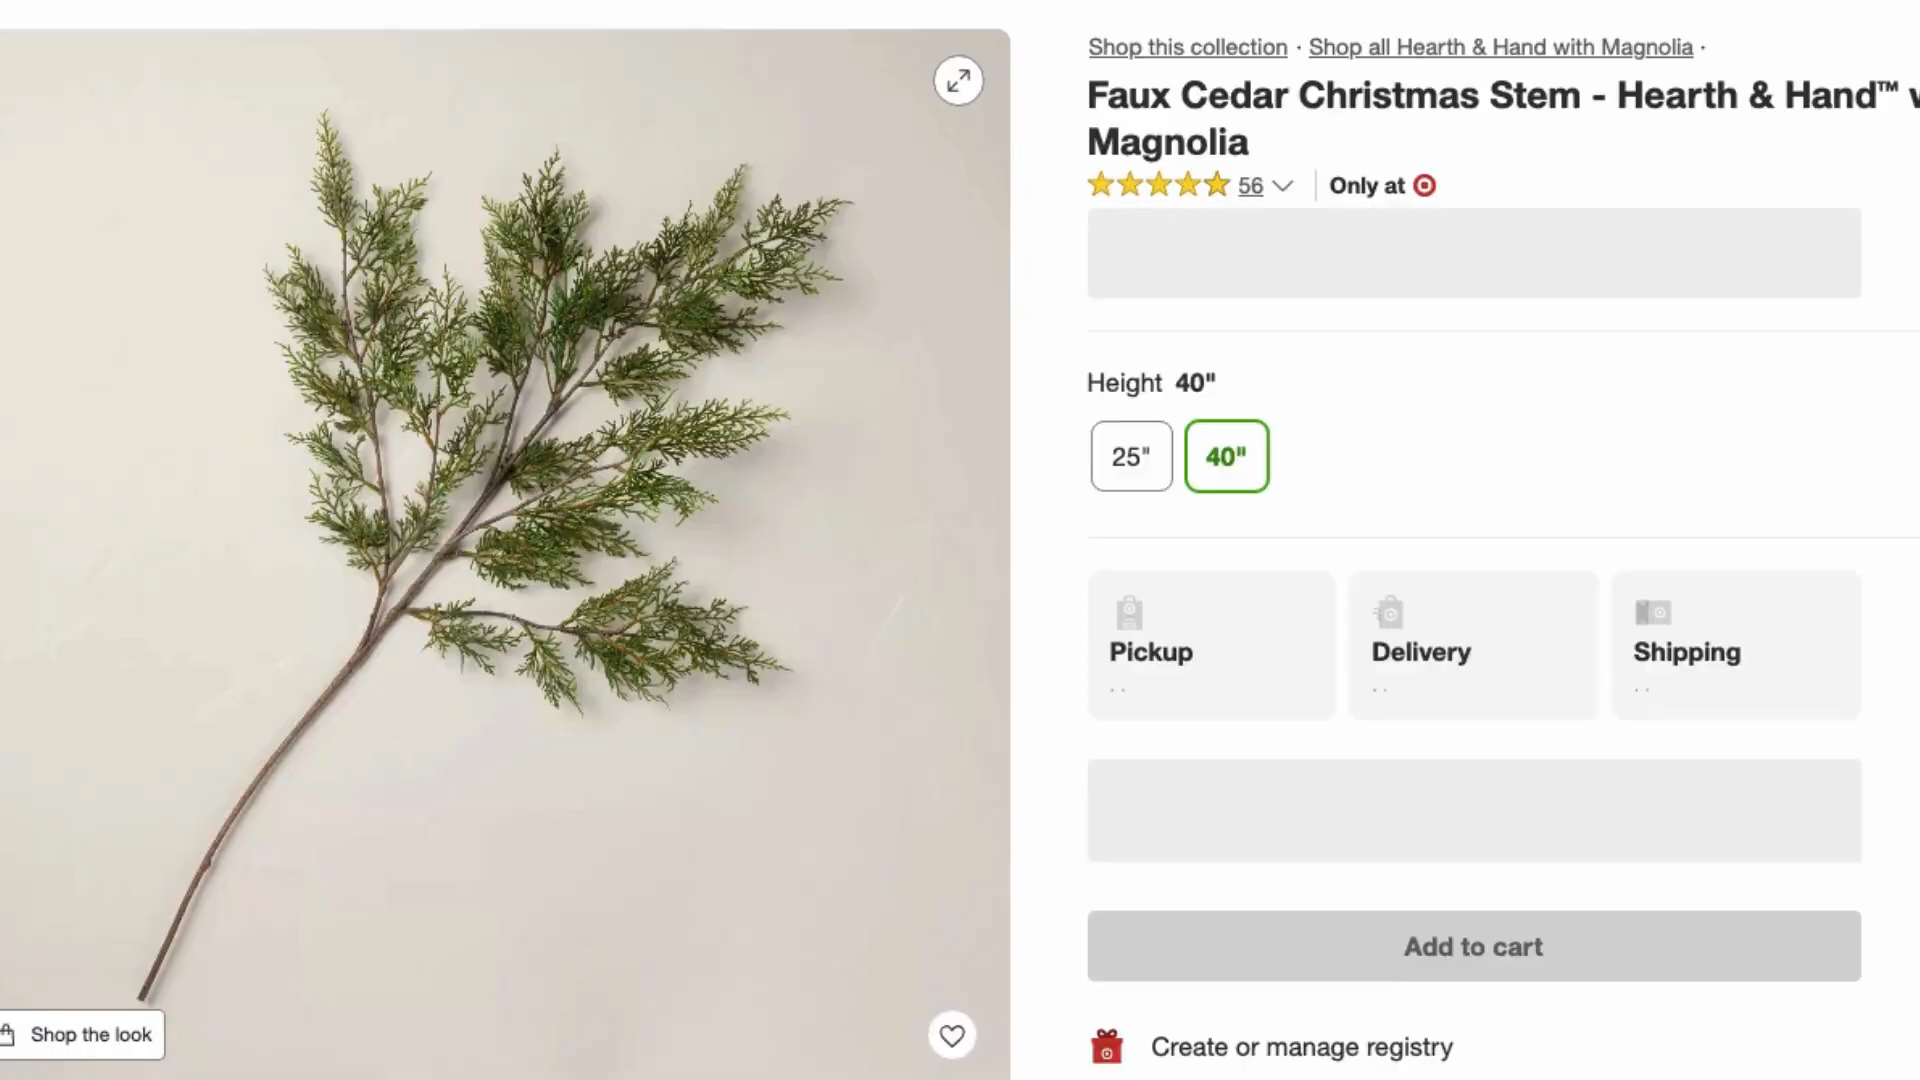 Shop this collection · Shop all Hearth & Hand with Magnolia ·
Faux Cedar Christmas Stem - Hearth & Hand™
Magnolia
56 Only at
Height 40"
25" 40"
Pickup Delivery Shipping
Add to cart
Shop the look
Create or manage registry